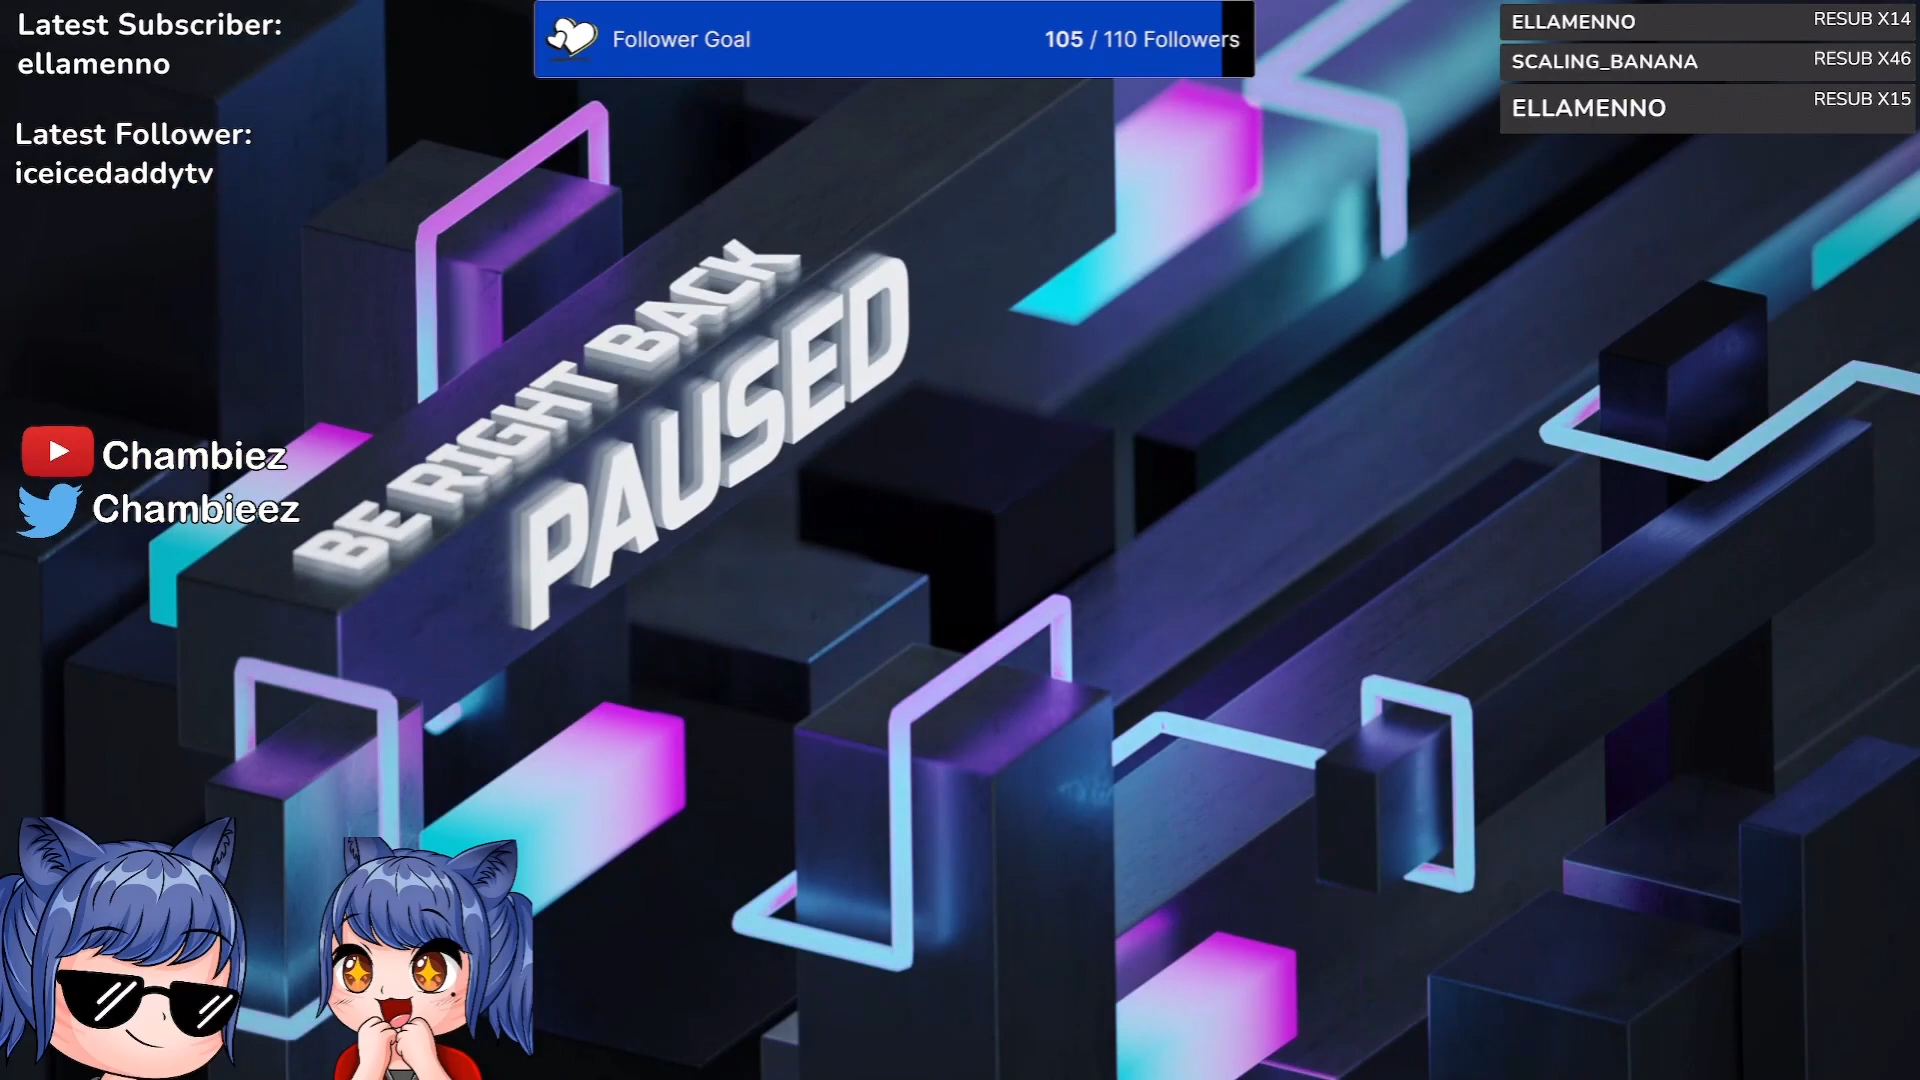 Latest Subscriber:
ellamenno
Latest Follower:
iceicedaddytv
Follower Goal
105 / 110 Followers
ELLAMENNO RESUB X14
SCALING_BANANA RESUB X46
ELLAMENNO RESUB X15
BE RIGHT BACK
PAUSED
Chambiez
Chambieez